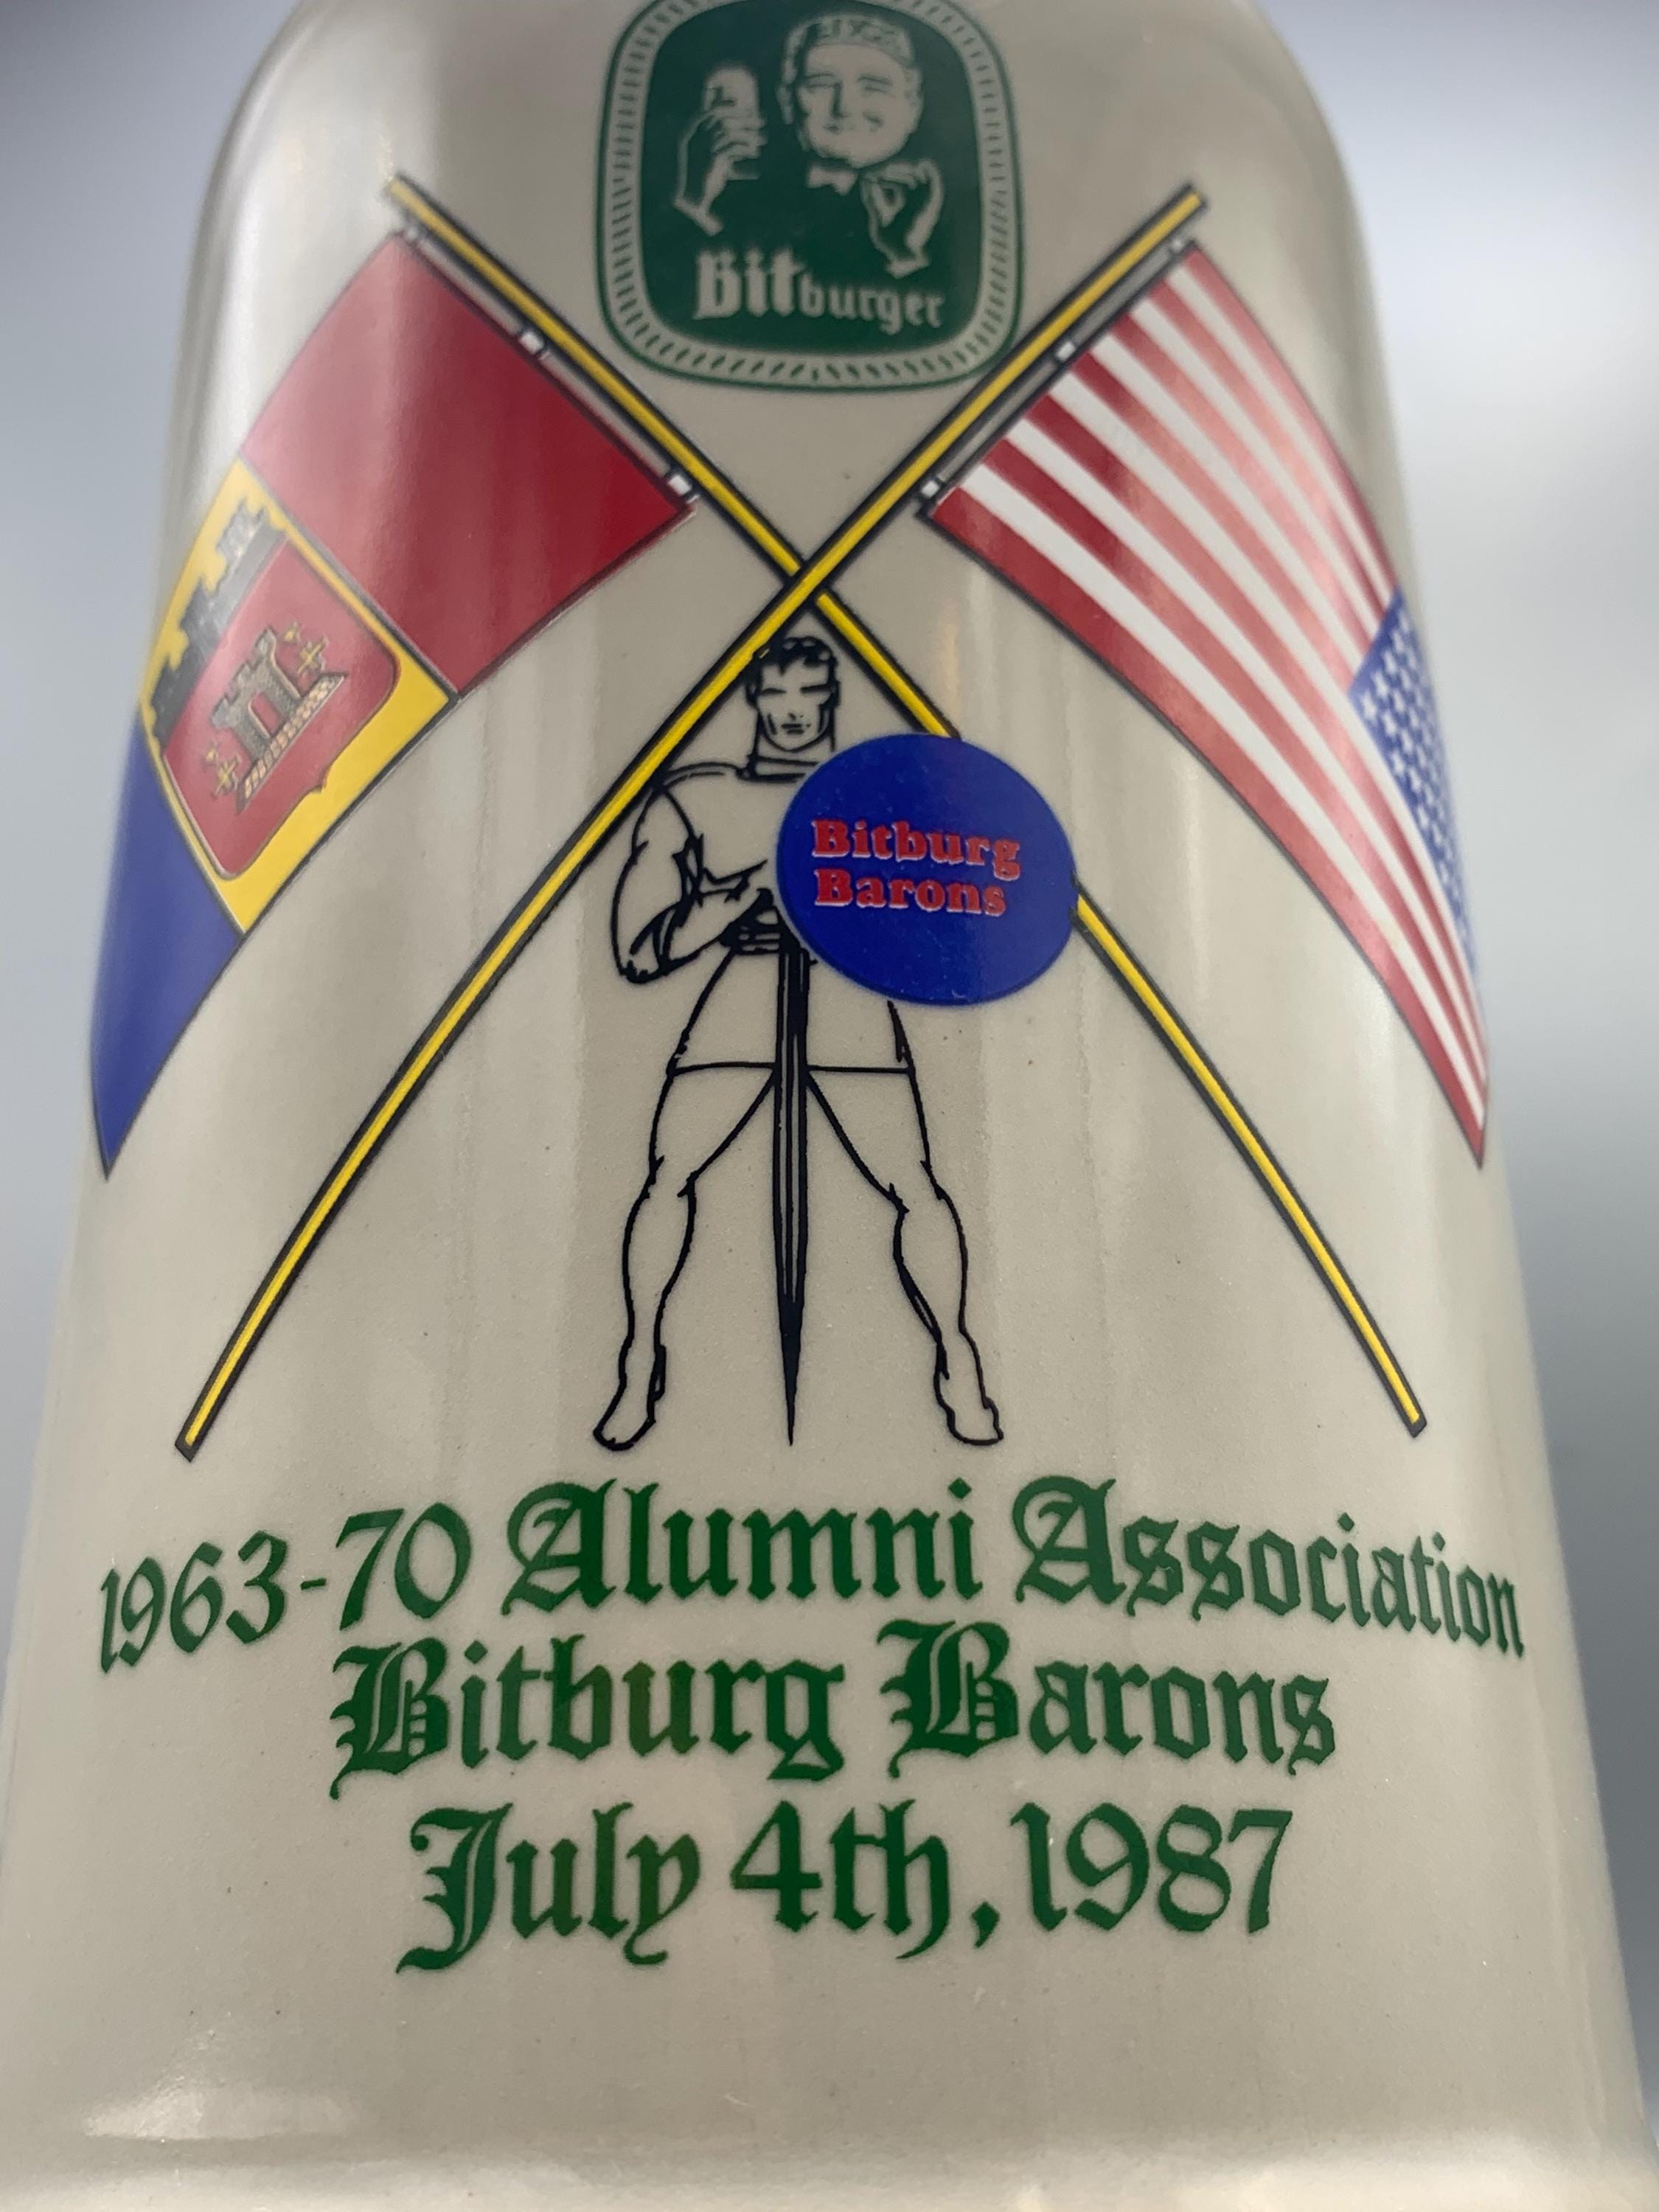 Bitburger
Bitburg
Barons
1963-70 Alumni Association
Bitburg Barons
July 4th, 1987